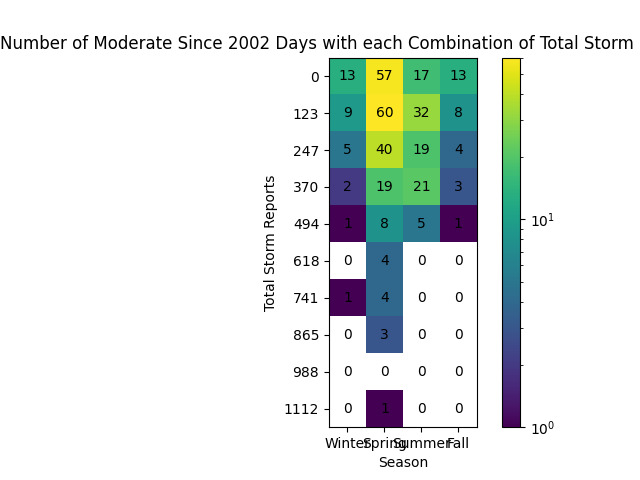 Number of Moderate Since 2002 Days with each Combination of Total Storm
0 13 57 17 13
123 9 60 32 8
247 5 40 19 4
370 2 19 21 3
494 1 8 5 1
618 0 4 0 0
741 1 4 0 0
865 0 3 0 0
988 0 0 0 0
1112 0 1 0 0
Total Storm Reports
Winter Spring Summer Fall
Season
10¹
10⁰